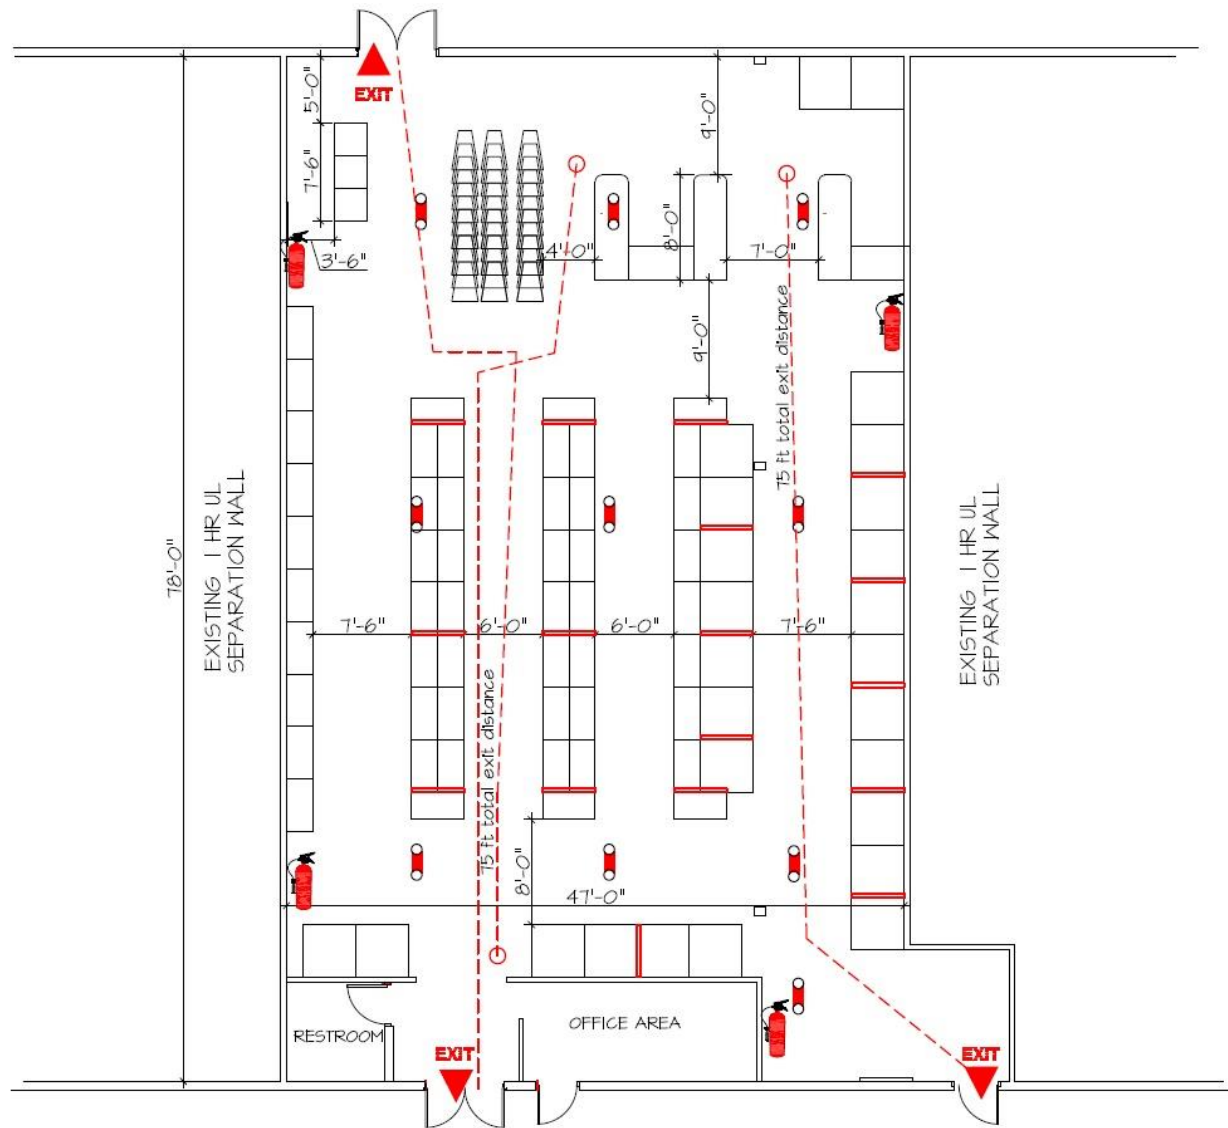 EXIT
5'-0"
9'-0"
7'-6"
8'-0"
3'-6"
4'-0"
7'-0"
9'-0"
75 ft total exit distance
EXISTING 1 HR UL
SEPARATION WALL
78'-0"
7'-6"
6'-0"
6'-0"
7'-6"
EXISTING 1 HR UL
SEPARATION WALL
75 ft total exit distance
8'-0"
47'-0"
RESTROOM
OFFICE AREA
EXIT
EXIT